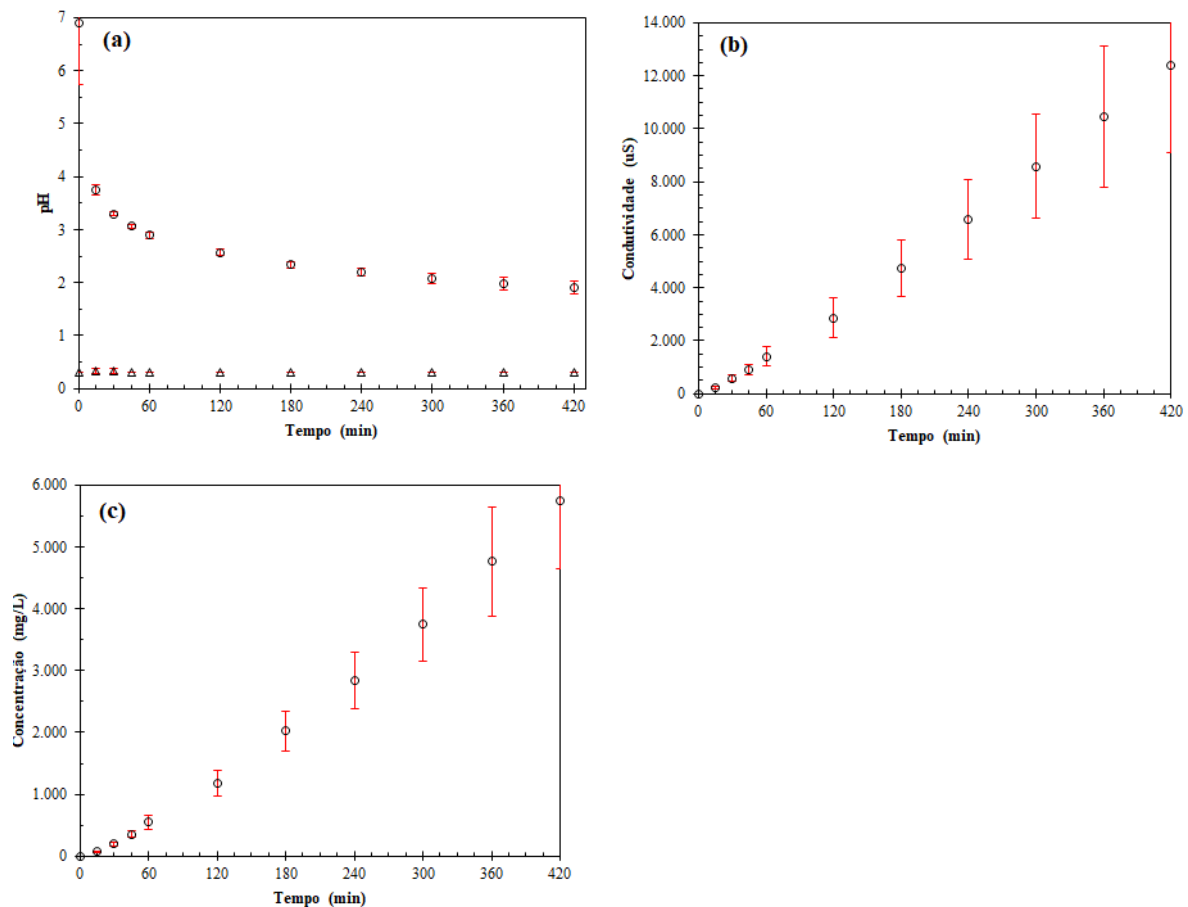 (a)
pH
7
6
5
4
3
2
1
0
0 60 120 180 240 300 360 420
Tempo (min)
(b)
Condutividade (uS)
14.000
12.000
10.000
8.000
6.000
4.000
2.000
0
0 60 120 180 240 300 360 420
Tempo (min)
(c)
Concentração (mg/L)
6.000
5.000
4.000
3.000
2.000
1.000
0
0 60 120 180 240 300 360 420
Tempo (min)